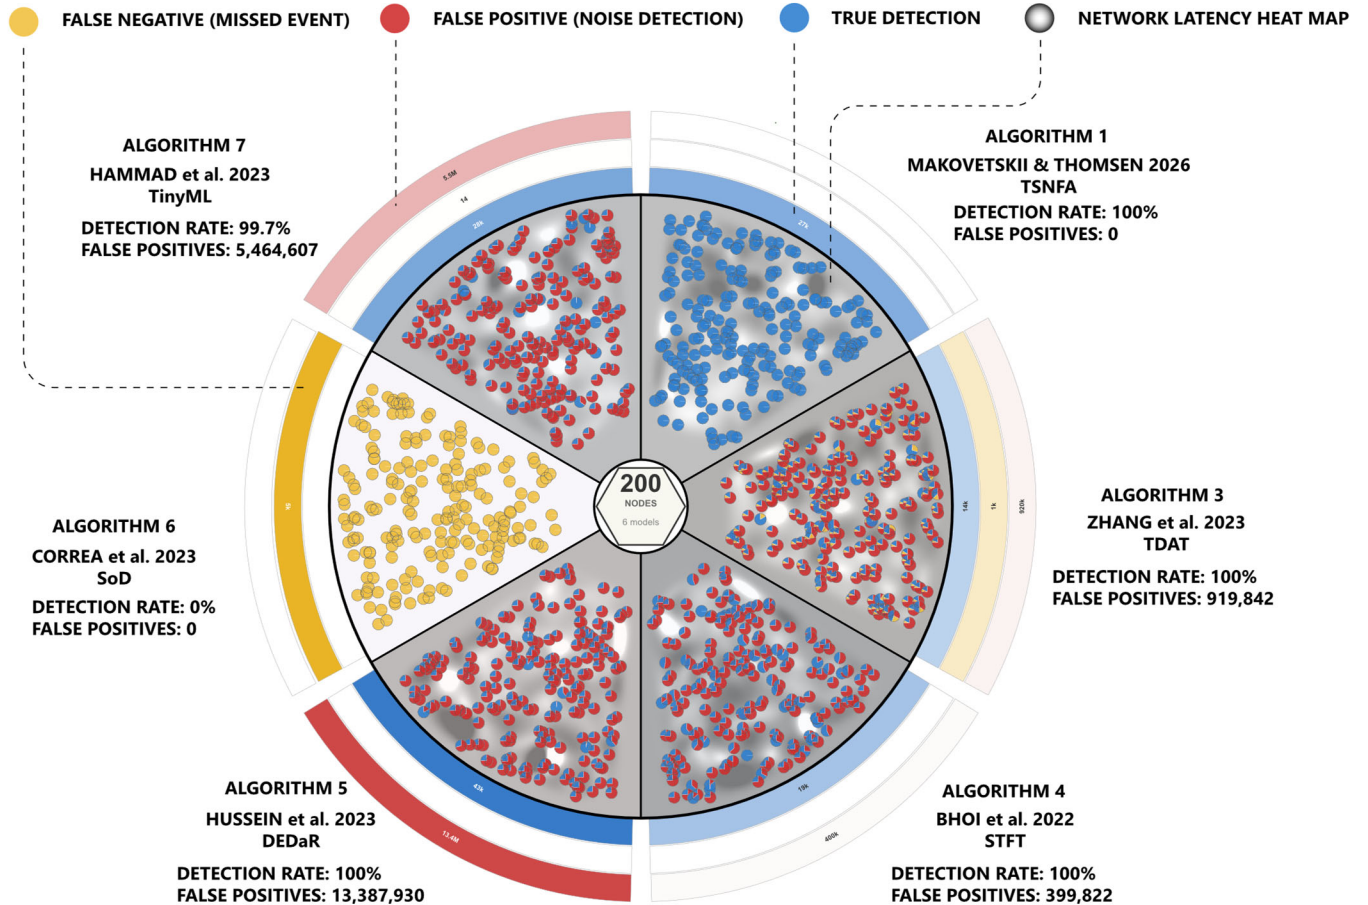 FALSE NEGATIVE (MISSED EVENT)
FALSE POSITIVE (NOISE DETECTION)
TRUE DETECTION
NETWORK LATENCY HEAT MAP
ALGORITHM 7
HAMMAD et al. 2023
TinyML
DETECTION RATE: 99.7%
FALSE POSITIVES: 5,464,607
ALGORITHM 1
MAKOVETSKII & THOMSEN 2026
TSNFA
DETECTION RATE: 100%
FALSE POSITIVES: 0
5.5M
14
28k
27k
ALGORITHM 6
CORREA et al. 2023
SoD
DETECTION RATE: 0%
FALSE POSITIVES: 0
200
NODES
6 models
14k
1k
920k
ALGORITHM 3
ZHANG et al. 2023
TDAT
DETECTION RATE: 100%
FALSE POSITIVES: 919,842
ALGORITHM 5
HUSSEIN et al. 2023
DEDaR
DETECTION RATE: 100%
FALSE POSITIVES: 13,387,930
43k
13.4M
19k
400k
ALGORITHM 4
BHOI et al. 2022
STFT
DETECTION RATE: 100%
FALSE POSITIVES: 399,822